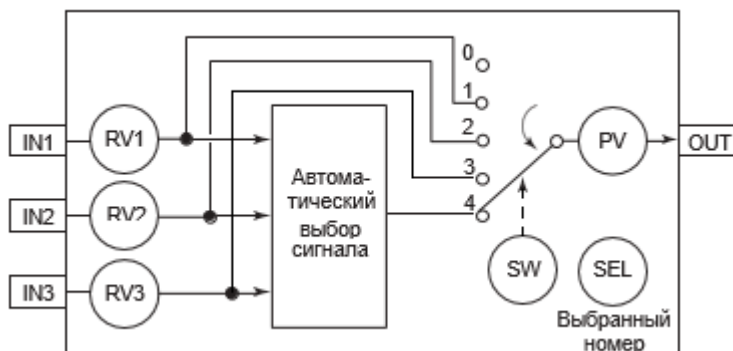 0
1
2
3
4
IN1
RV1
PV
OUT
IN2
RV2
Автома-
тический
выбор
сигнала
IN3
RV3
SW
SEL
Выбранный
номер